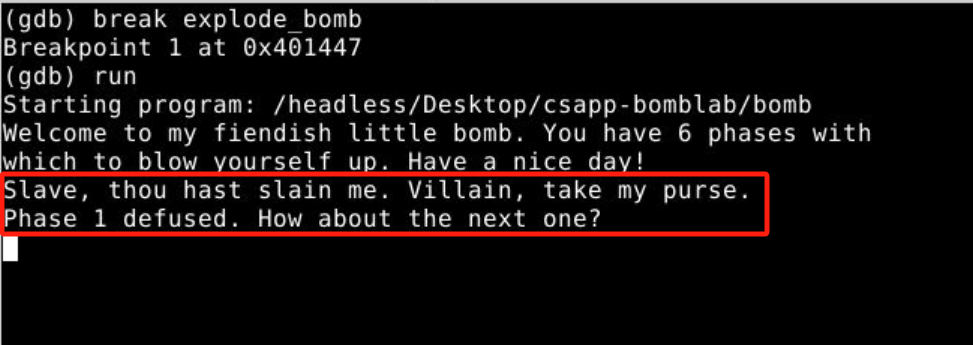 (gdb) break explode_bomb
Breakpoint 1 at 0x401447
(gdb) run
Starting program: /headless/Desktop/csapp-bomblab/bomb
Welcome to my fiendish little bomb. You have 6 phases with
which to blow yourself up. Have a nice day!
Slave, thou hast slain me. Villain, take my purse.
Phase 1 defused. How about the next one?